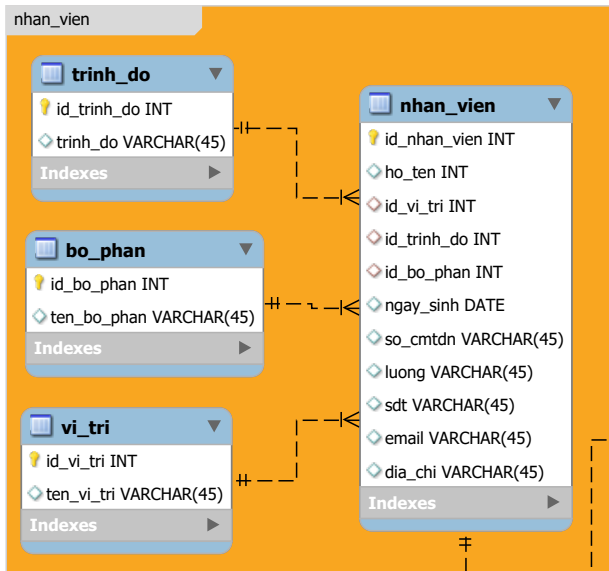 nhan_vien
trinh_do
id_trinh_do INT
trinh_do VARCHAR(45)
Indexes
bo_phan
id_bo_phan INT
ten_bo_phan VARCHAR(45)
Indexes
vi_tri
id_vi_tri INT
ten_vi_tri VARCHAR(45)
Indexes
nhan_vien
id_nhan_vien INT
ho_ten INT
id_vi_tri INT
id_trinh_do INT
id_bo_phan INT
ngay_sinh DATE
so_cmtdn VARCHAR(45)
luong VARCHAR(45)
sdt VARCHAR(45)
email VARCHAR(45)
dia_chi VARCHAR(45)
Indexes